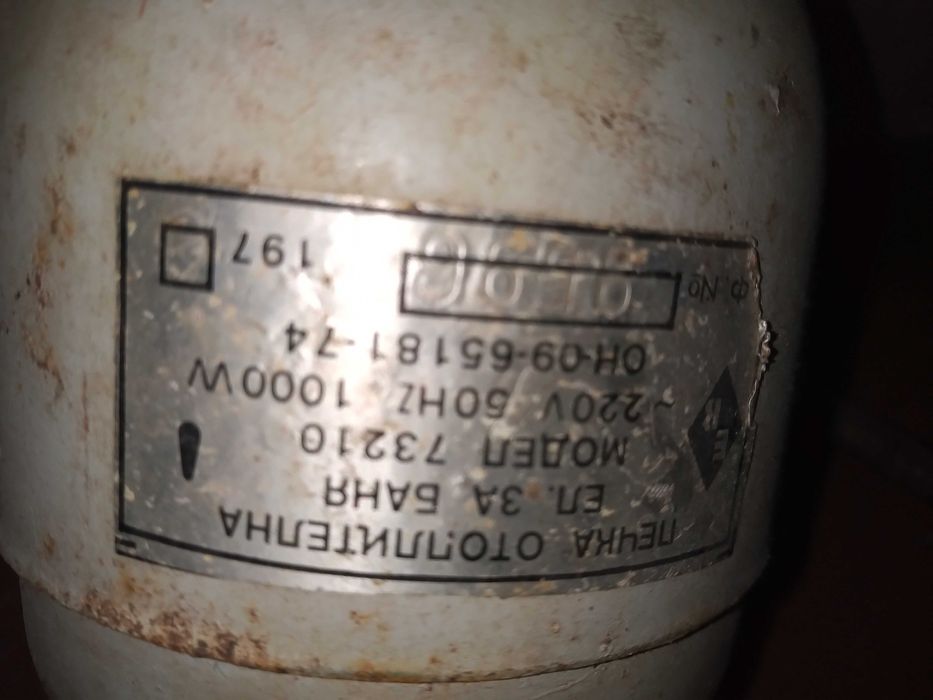 ПЕЧКА ОТОПЛИТЕЛНА
ЕЛ. ЗА БАНЯ
МОДЕЛ 73210
~220V 50HZ 1000W
ОН-09-65181-74
Ф. No
197